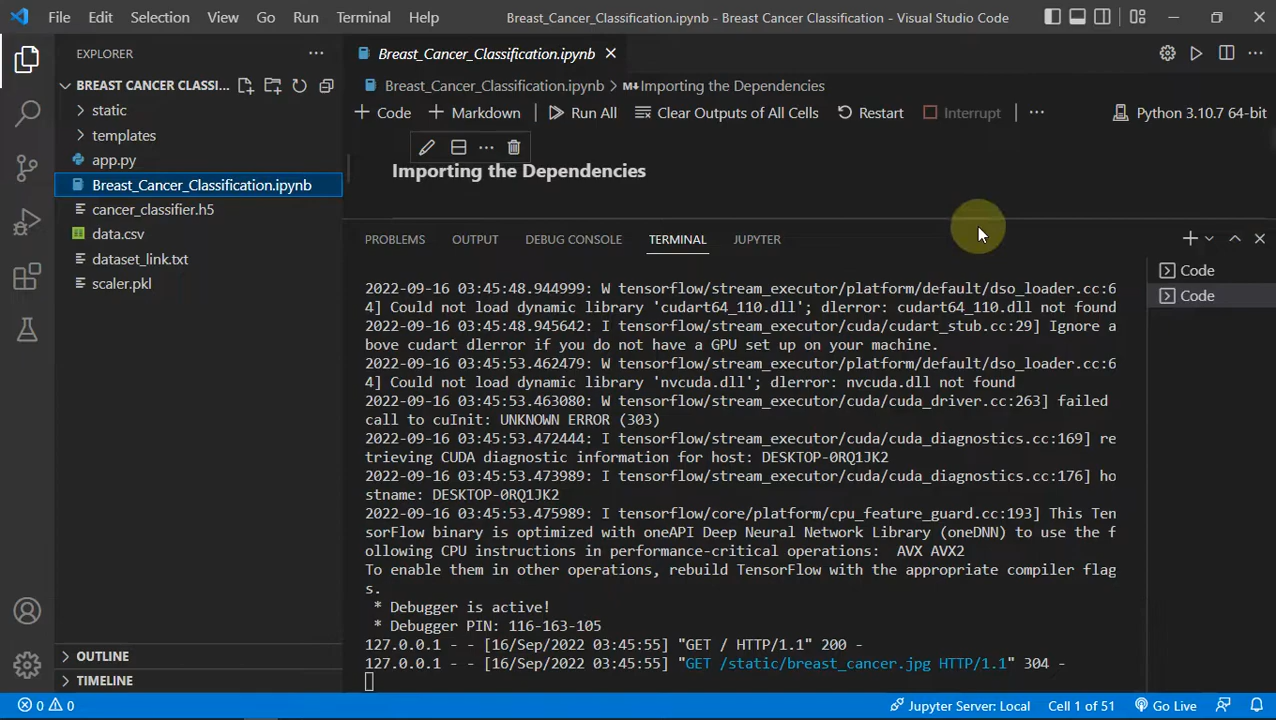 File Edit Selection View Go Run Terminal Help Breast_Cancer_Classification.ipynb - Breast Cancer Classification - Visual Studio Code
EXPLORER
BREAST CANCER CLASSI...
static
templates
app.py
Breast_Cancer_Classification.ipynb
cancer_classifier.h5
data.csv
dataset_link.txt
scaler.pkl
OUTLINE
TIMELINE
Breast_Cancer_Classification.ipynb
Breast_Cancer_Classification.ipynb > Importing the Dependencies
+ Code + Markdown Run All Clear Outputs of All Cells Restart Interrupt ... Python 3.10.7 64-bit
Importing the Dependencies
PROBLEMS OUTPUT DEBUG CONSOLE TERMINAL JUPYTER
Code
Code
2022-09-16 03:45:48.944999: W tensorflow/stream_executor/platform/default/dso_loader.cc:6
4] Could not load dynamic library 'cudart64_110.dll'; dlerror: cudart64_110.dll not found
2022-09-16 03:45:48.945642: I tensorflow/stream_executor/cuda/cudart_stub.cc:29] Ignore a
bove cudart dlerror if you do not have a GPU set up on your machine.
2022-09-16 03:45:53.462479: W tensorflow/stream_executor/platform/default/dso_loader.cc:6
4] Could not load dynamic library 'nvcuda.dll'; dlerror: nvcuda.dll not found
2022-09-16 03:45:53.463080: W tensorflow/stream_executor/cuda/cuda_driver.cc:263] failed
call to cuInit: UNKNOWN ERROR (303)
2022-09-16 03:45:53.472444: I tensorflow/stream_executor/cuda/cuda_diagnostics.cc:169] re
trieving CUDA diagnostic information for host: DESKTOP-0RQ1JK2
2022-09-16 03:45:53.473989: I tensorflow/stream_executor/cuda/cuda_diagnostics.cc:176] ho
stname: DESKTOP-0RQ1JK2
2022-09-16 03:45:53.475989: I tensorflow/core/platform/cpu_feature_guard.cc:193] This Ten
sorFlow binary is optimized with oneAPI Deep Neural Network Library (oneDNN) to use the f
ollowing CPU instructions in performance-critical operations:  AVX AVX2
To enable them in other operations, rebuild TensorFlow with the appropriate compiler flag
s.
* Debugger is active!
* Debugger PIN: 116-163-105
127.0.0.1 - - [16/Sep/2022 03:45:55] "GET / HTTP/1.1" 200 -
127.0.0.1 - - [16/Sep/2022 03:45:55] "GET /static/breast_cancer.jpg HTTP/1.1" 304 -
0 0 Jupyter Server: Local Cell 1 of 51 Go Live